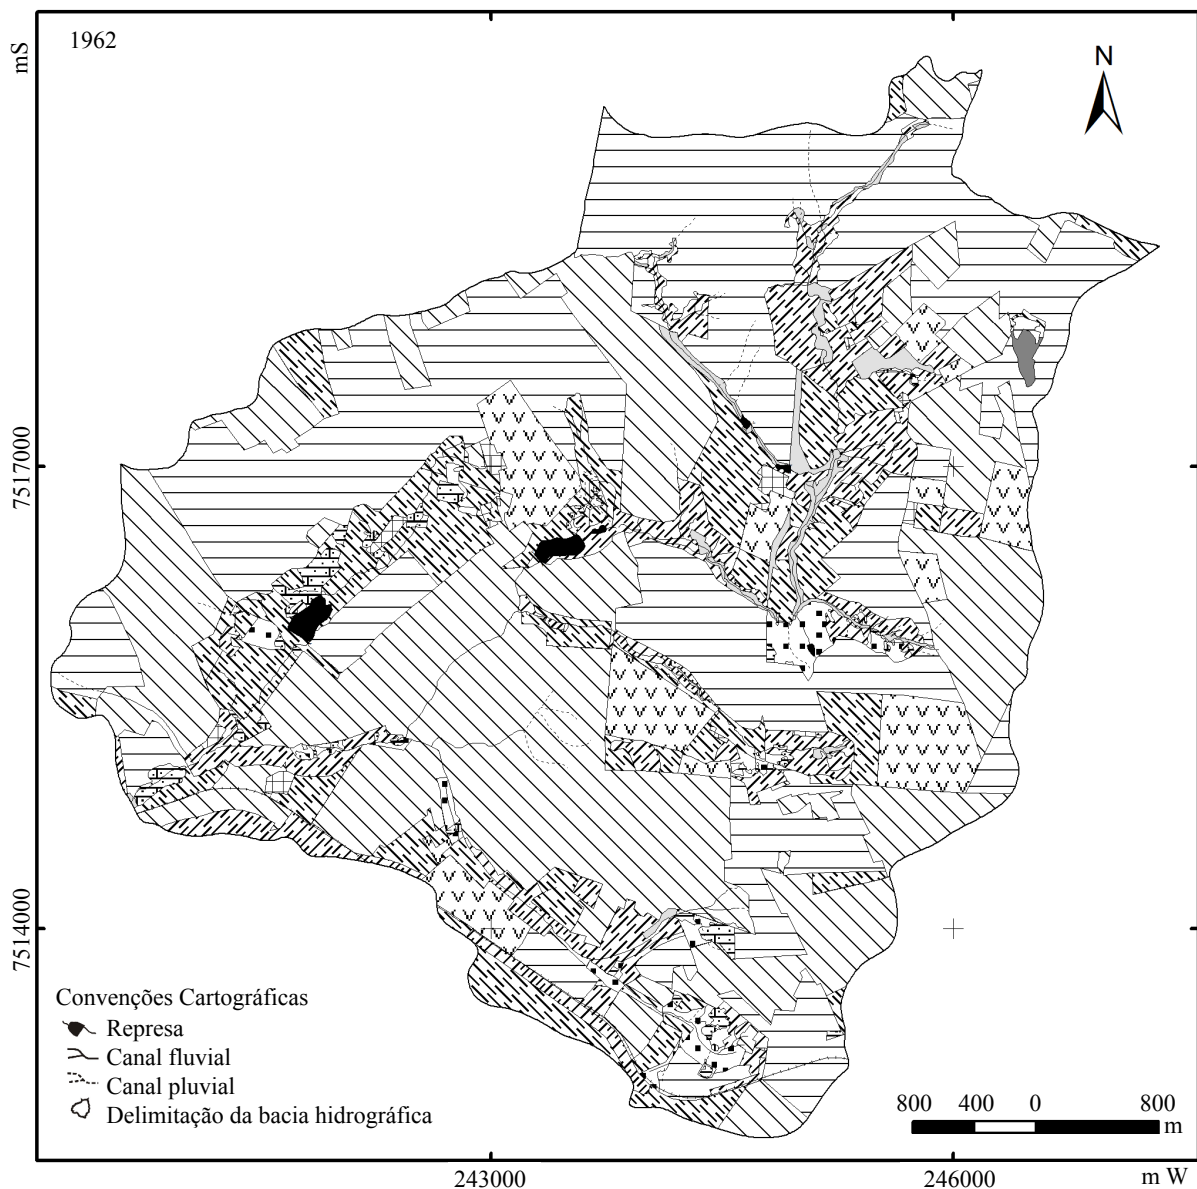 1962
mS
N
7517000
7514000
Convenções Cartográficas
Represa
Canal fluvial
Canal pluvial
Delimitação da bacia hidrográfica
800 400 0 800
m
243000 246000 m W